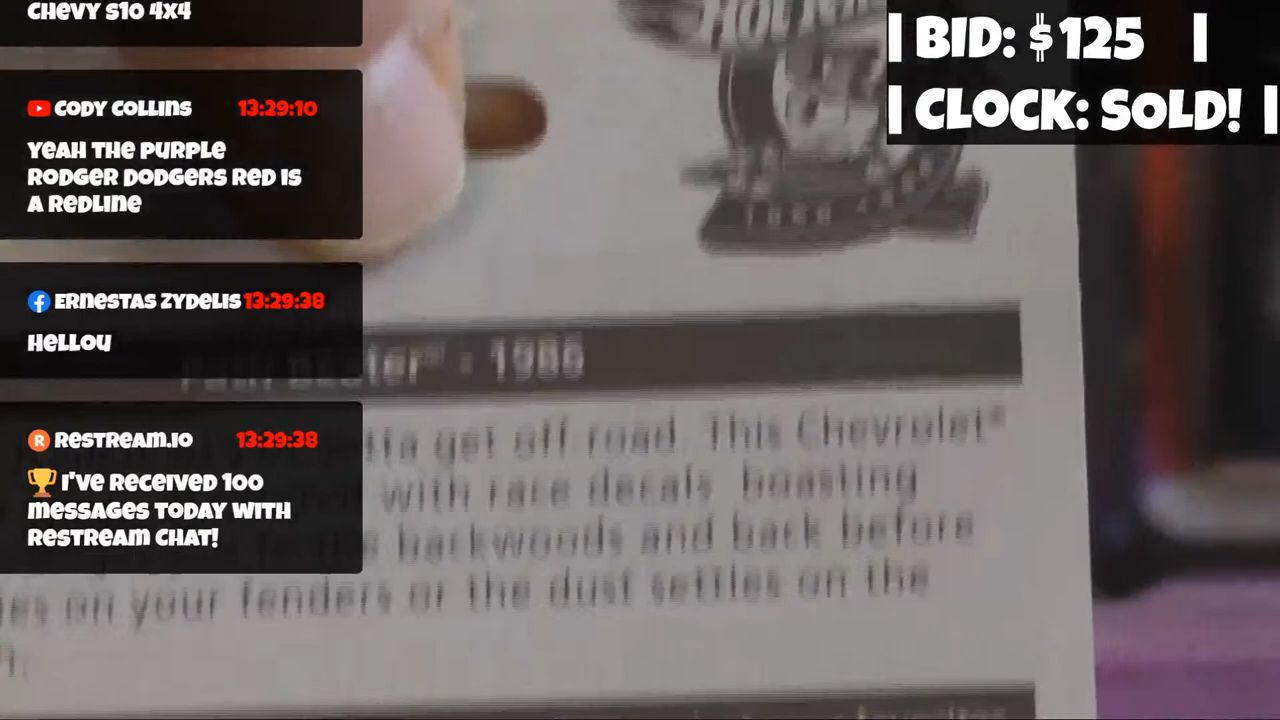 CHEVY S10 4X4
| BID: $125 |
| CLOCK: SOLD! |
CODY COLLINS 13:29:10
YEAH THE PURPLE
RODGER DODGERS RED IS
A REDLINE
ERNESTAS ZYDELIS 13:29:38
HELLOU
RESTREAM.IO 13:29:38
🏆 I'VE RECEIVED 100
MESSAGES TODAY WITH
RESTREAM CHAT!
1986
get off road. This Chevrolet®
with race decals, boasting
backwoods and back before
on your fenders or the dust settles on the